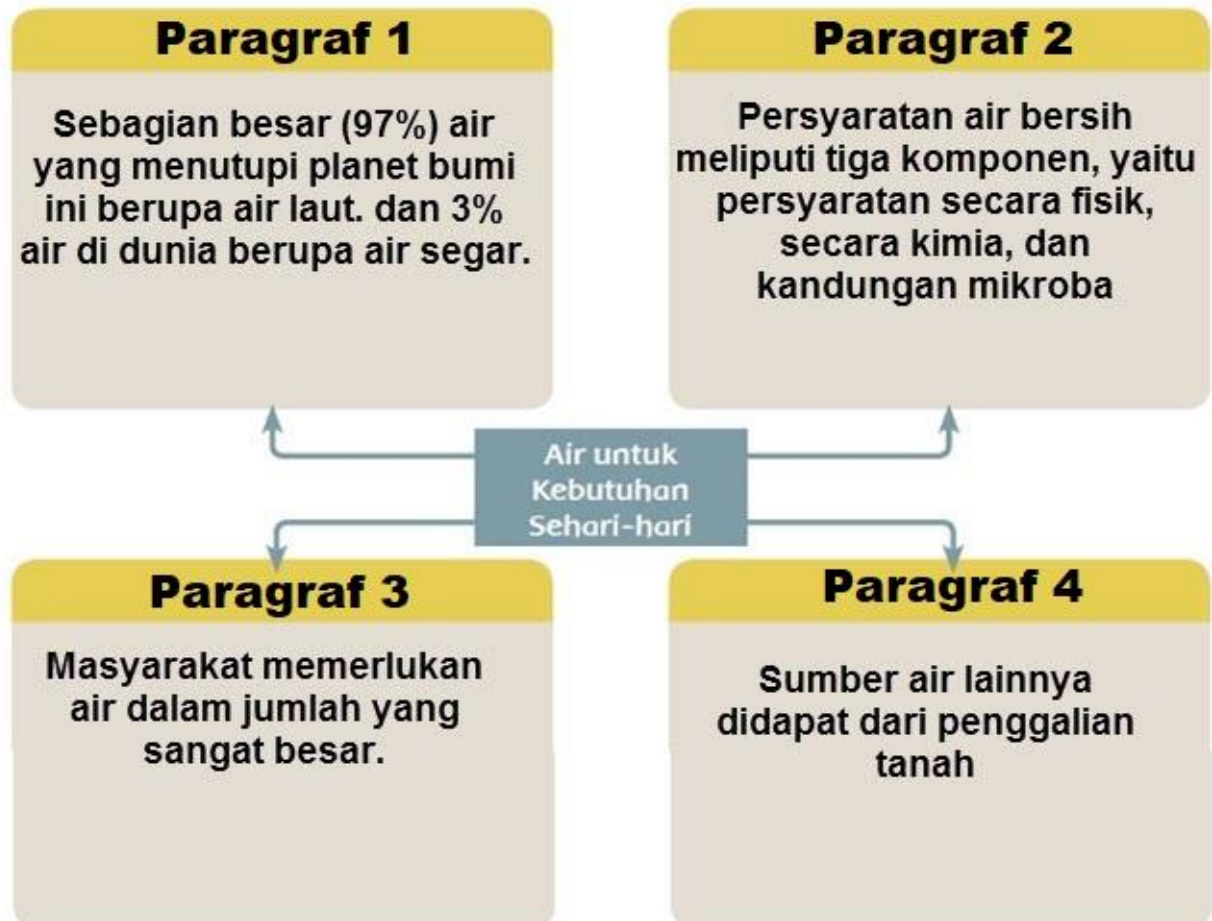 Paragraf 1
Sebagian besar (97%) air
yang menutupi planet bumi
ini berupa air laut. dan 3%
air di dunia berupa air segar.
Paragraf 2
Persyaratan air bersih
meliputi tiga komponen, yaitu
persyaratan secara fisik,
secara kimia, dan
kandungan mikroba
Air untuk
Kebutuhan
Sehari-hari
Paragraf 3
Masyarakat memerlukan
air dalam jumlah yang
sangat besar.
Paragraf 4
Sumber air lainnya
didapat dari penggalian
tanah